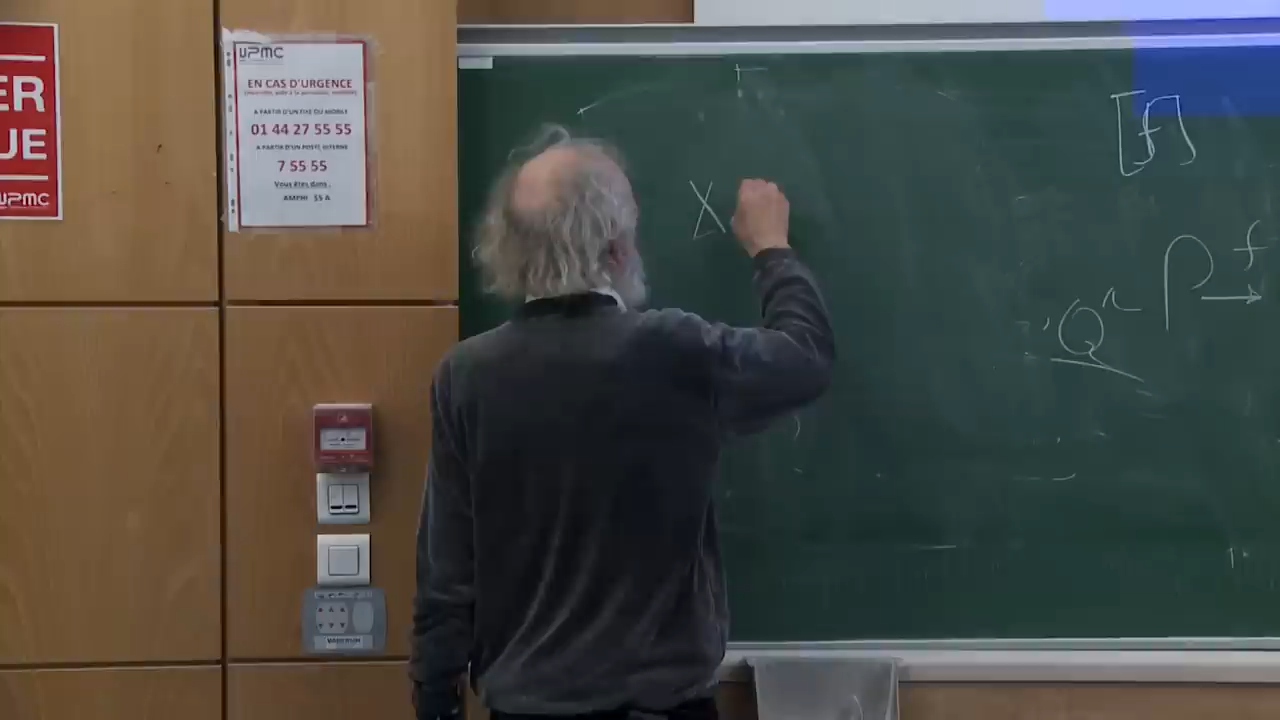 ER
UE
UPMC
UPMC
EN CAS D'URGENCE
A PARTIR D'UN FIXE OU MOBILE
01 44 27 55 55
A PARTIR D'UN POSTE INTERNE
7 55 55
Vous êtes dans :
AMPHI 55 A
[f]
X
f
Q